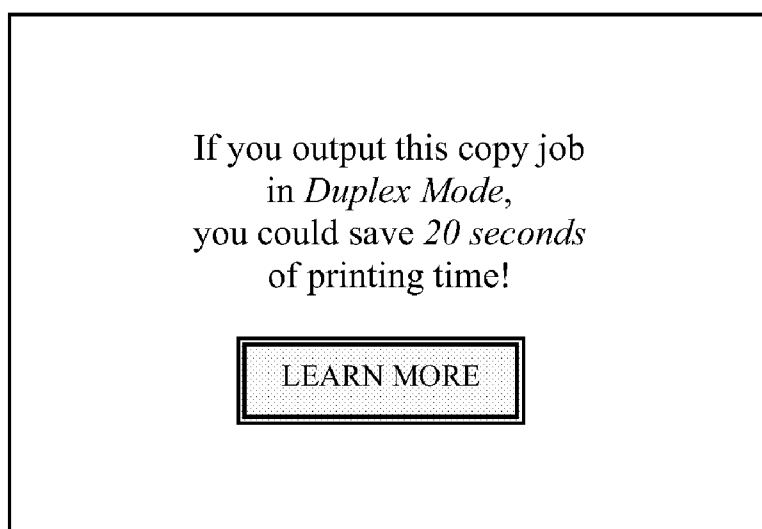 If you output this copy job
in Duplex Mode,
you could save 20 seconds
of printing time!
LEARN MORE